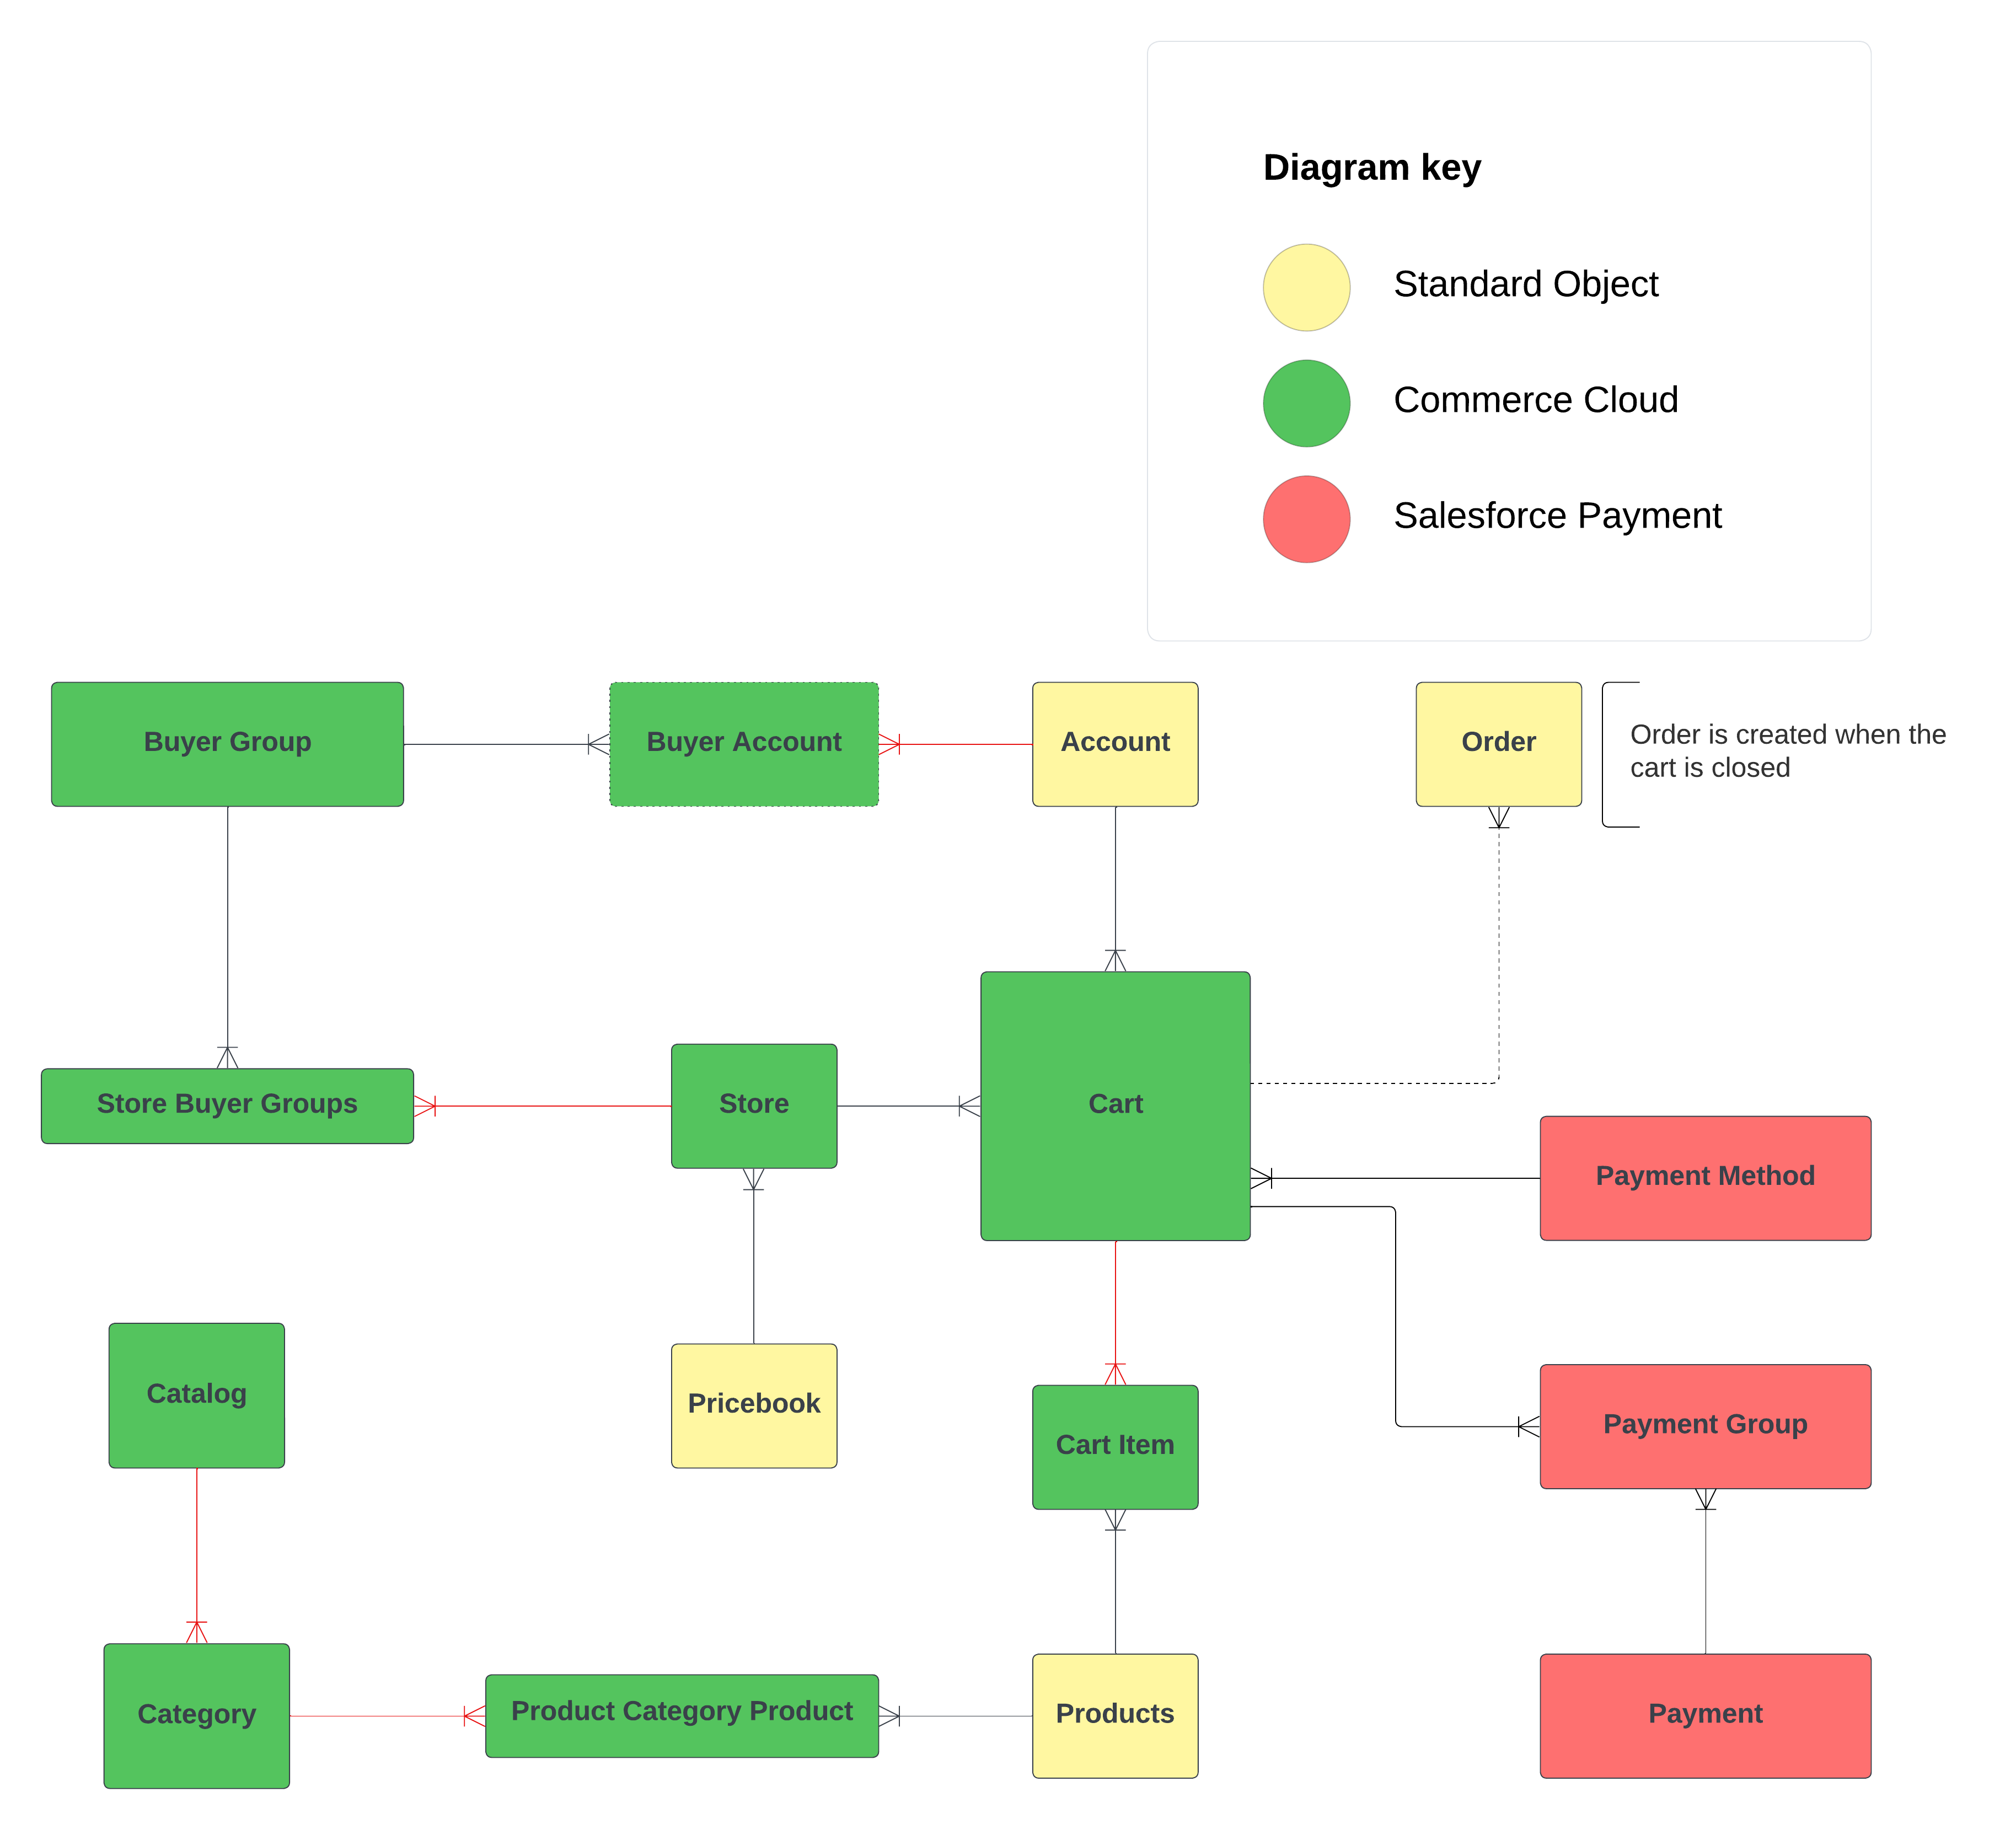 Diagram key
Standard Object
Commerce Cloud
Salesforce Payment
Buyer Group
Buyer Account
Account
Order
Order is created when the
cart is closed
Store Buyer Groups
Store
Cart
Payment Method
Catalog
Pricebook
Cart Item
Payment Group
Category
Product Category Product
Products
Payment